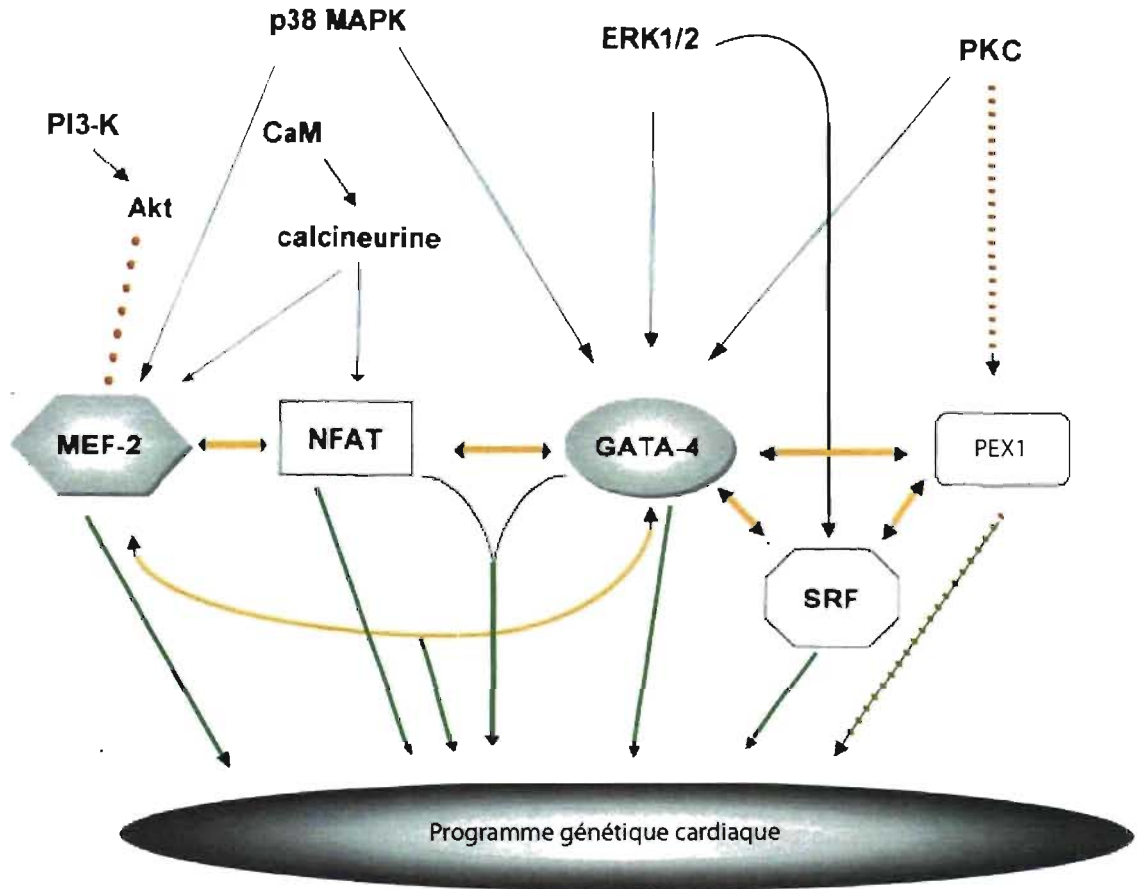 p38 MAPK
ERK1/2
PKC
PI3-K
CaM
Akt
calcineurine
MEF-2
NFAT
GATA-4
PEX1
SRF
Programme génétique cardiaque